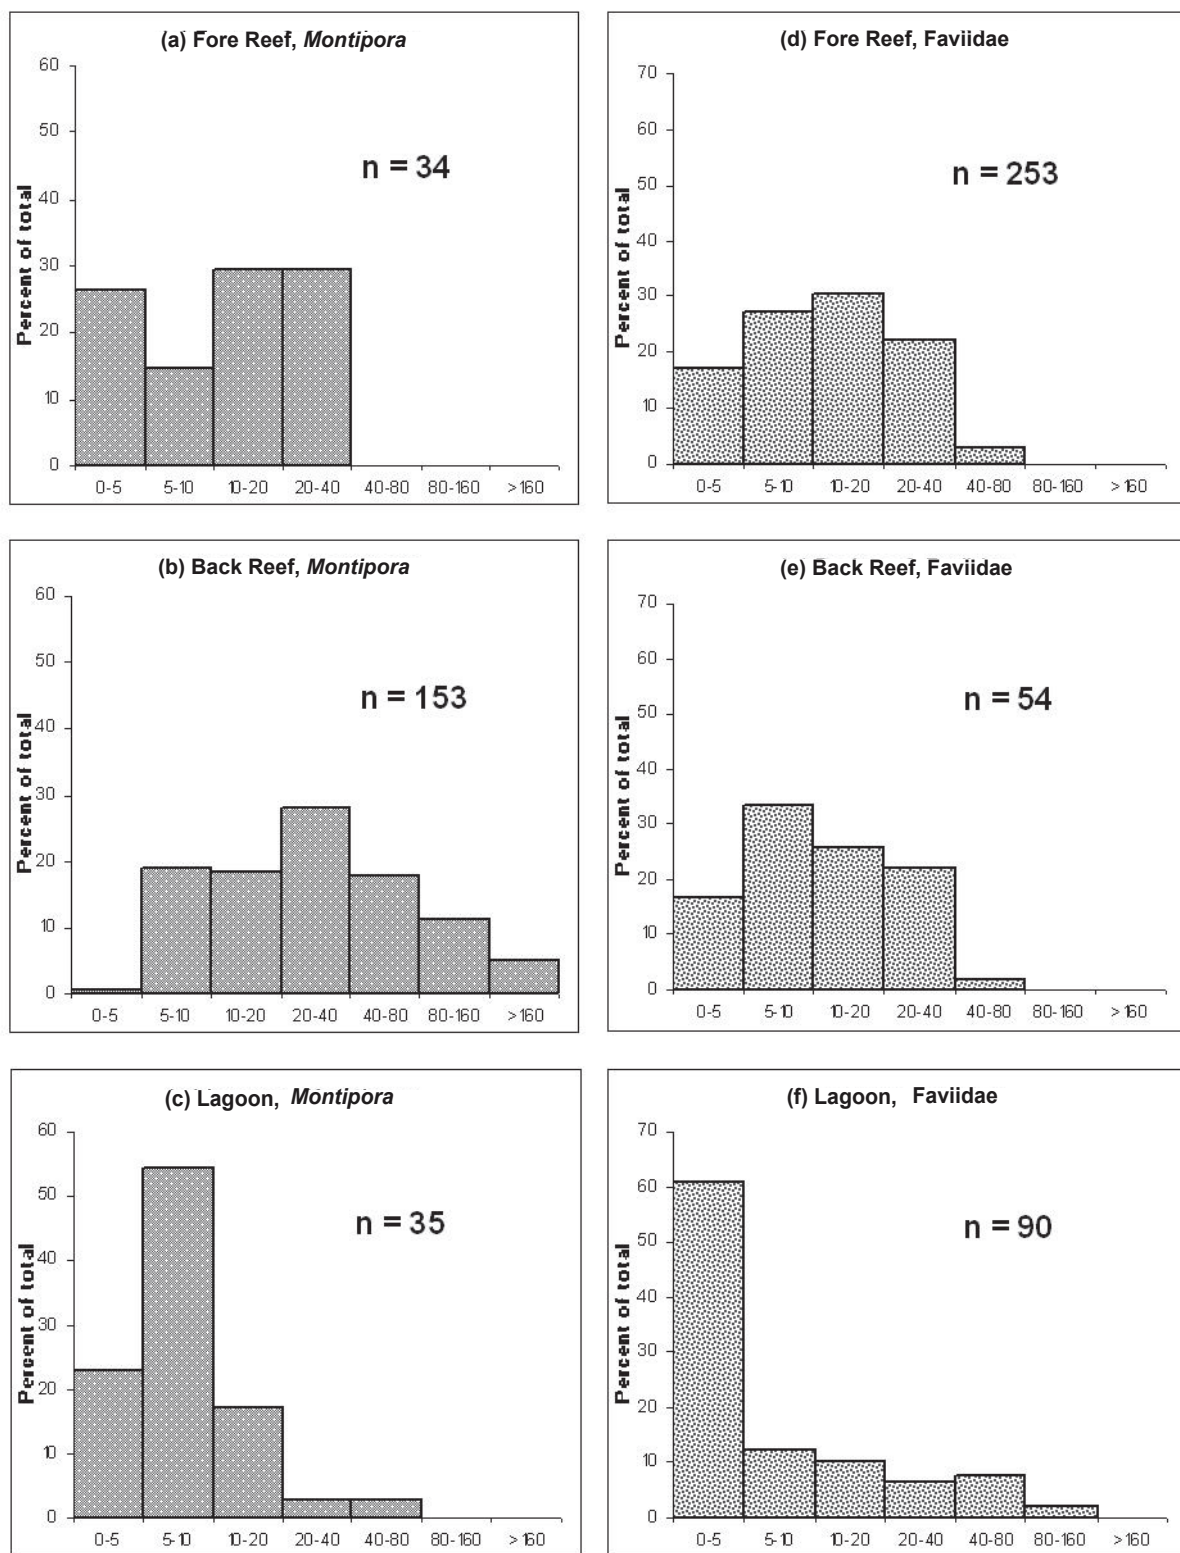 (a) Fore Reef, Montipora
60
50
40
30
20
10
0
Percent of total
n = 34
0-5 5-10 10-20 20-40 40-80 80-160 >160
(d) Fore Reef, Faviidae
70
60
50
40
30
20
10
0
Percent of total
n = 253
0-5 5-10 10-20 20-40 40-80 80-160 >160
(b) Back Reef, Montipora
60
50
40
30
20
10
0
Percent of total
n = 153
0-5 5-10 10-20 20-40 40-80 80-160 >160
(e) Back Reef, Faviidae
70
60
50
40
30
20
10
0
Percent of total
n = 54
0-5 5-10 10-20 20-40 40-80 80-160 >160
(c) Lagoon, Montipora
60
50
40
30
20
10
0
Percent of total
n = 35
0-5 5-10 10-20 20-40 40-80 80-160 >160
(f) Lagoon, Faviidae
70
60
50
40
30
20
10
0
Percent of total
n = 90
0-5 5-10 10-20 20-40 40-80 80-160 >160